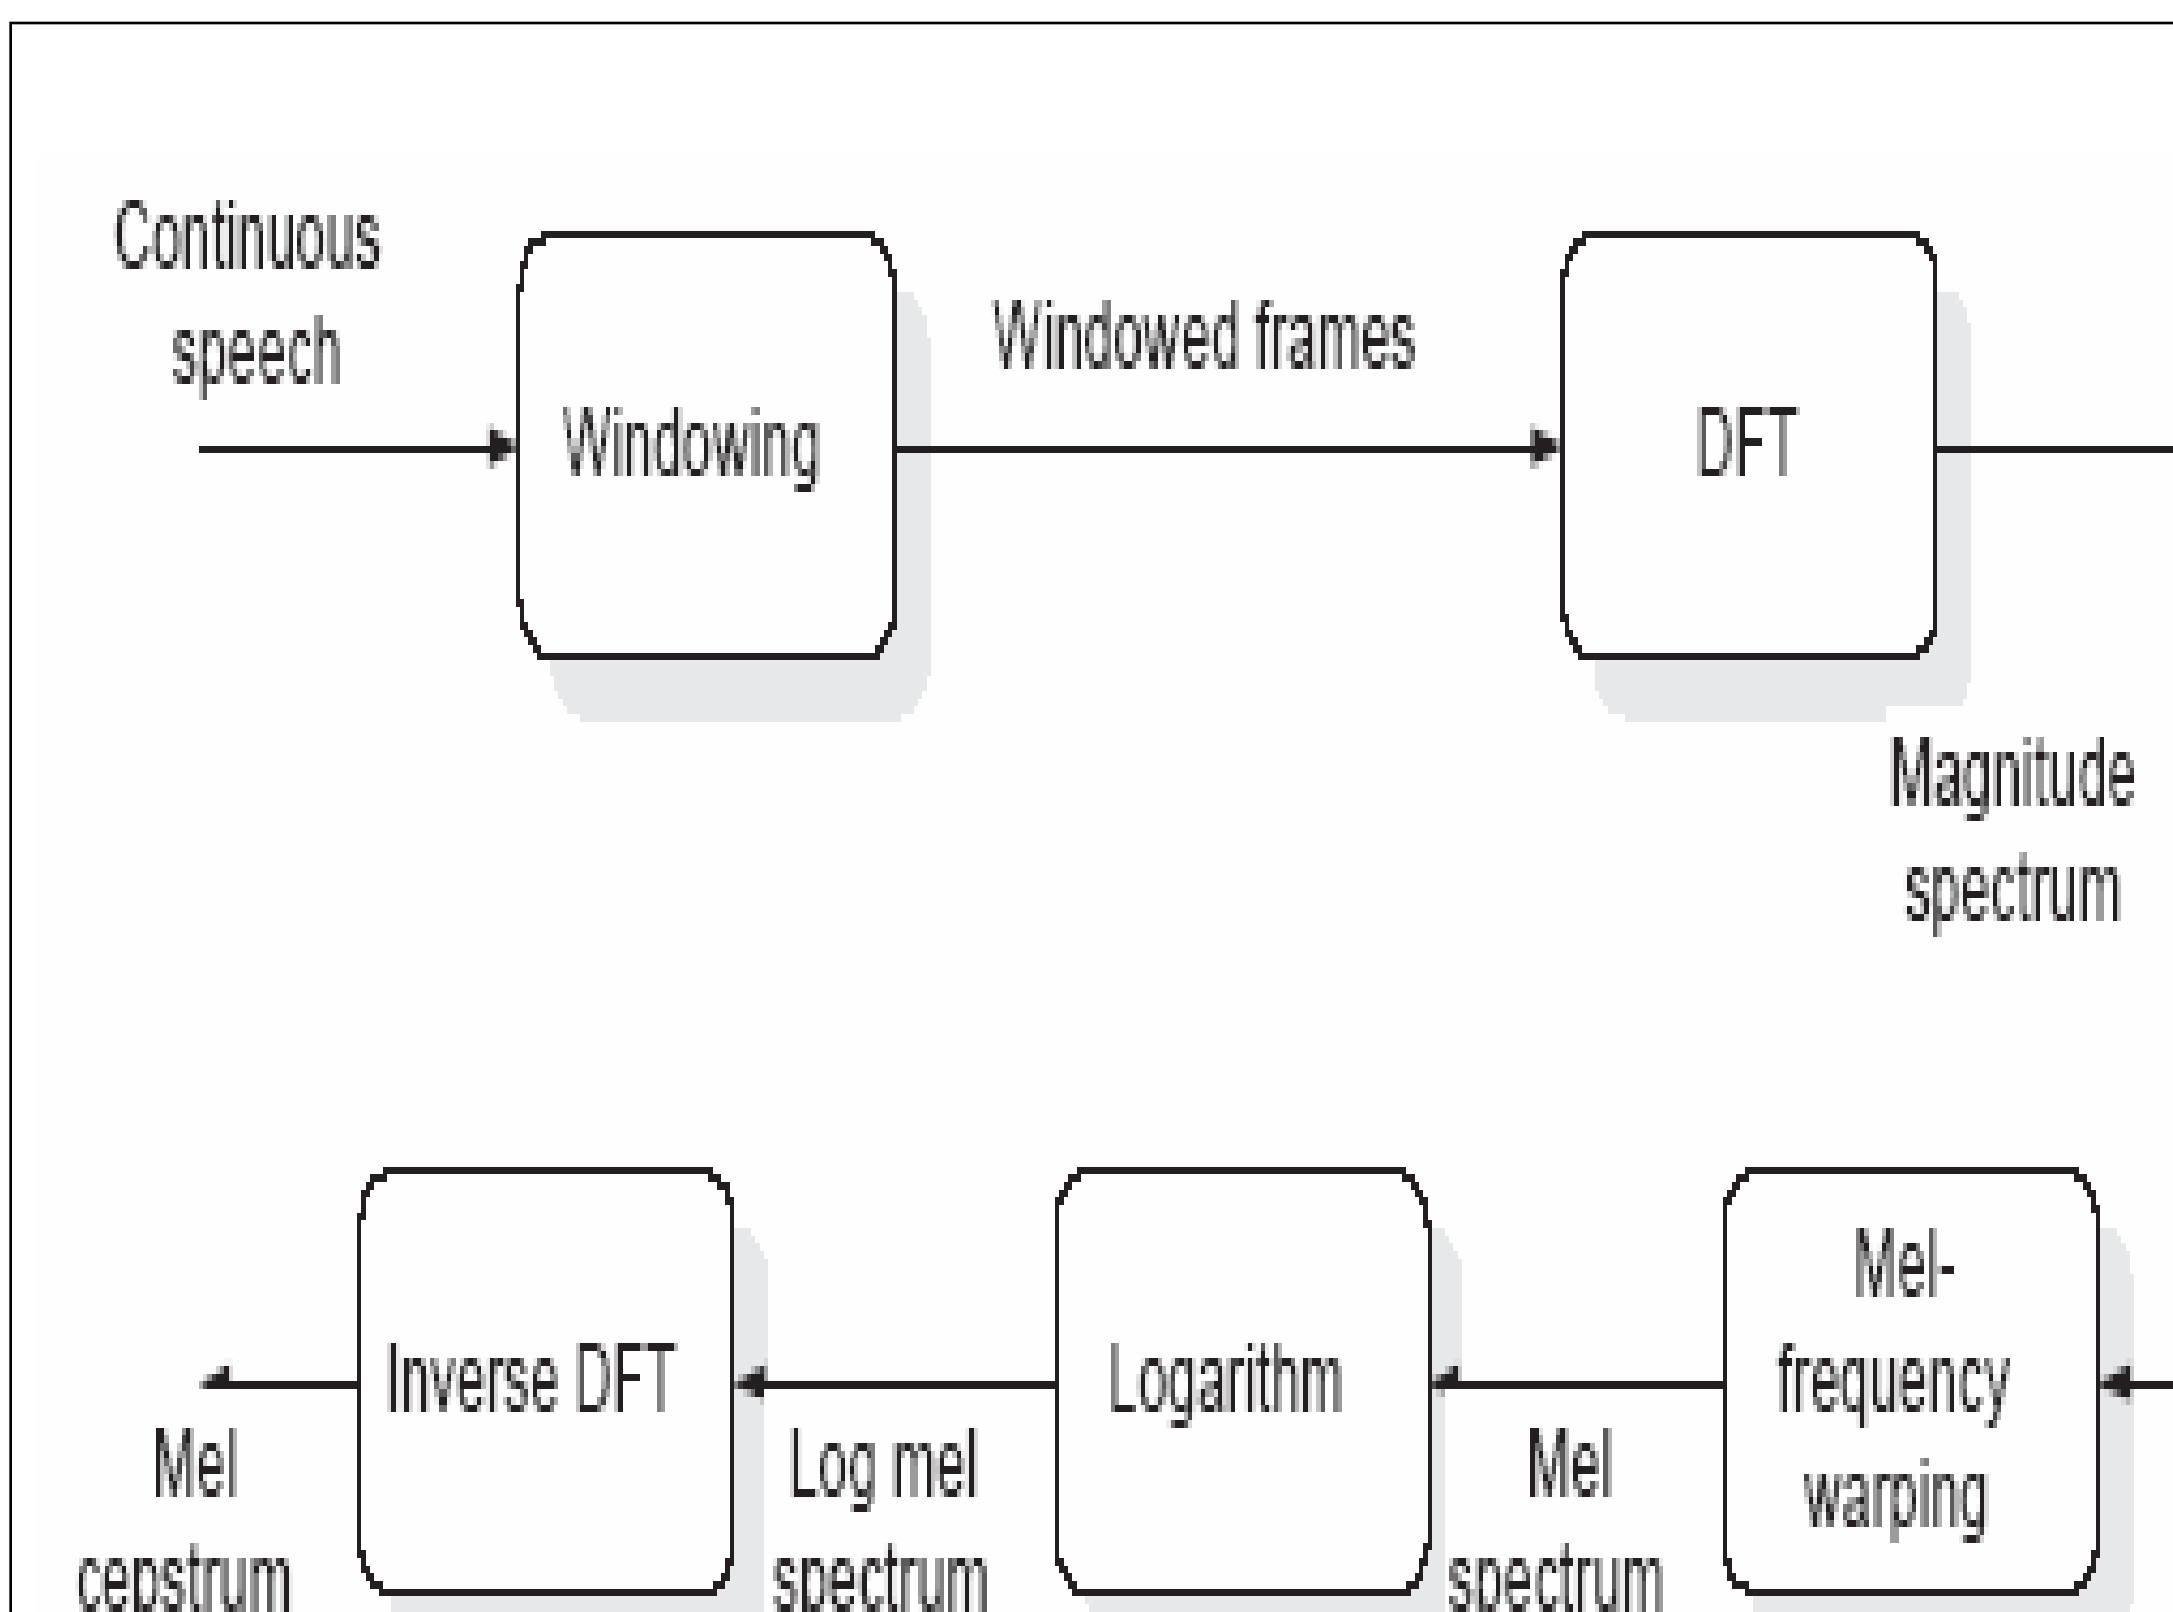 Continuous
speech
Windowing
Windowed frames
DFT
Magnitude
spectrum
Mel-
frequency
warping
Mel
spectrum
Logarithm
Log mel
spectrum
Inverse DFT
Mel
cepstrum